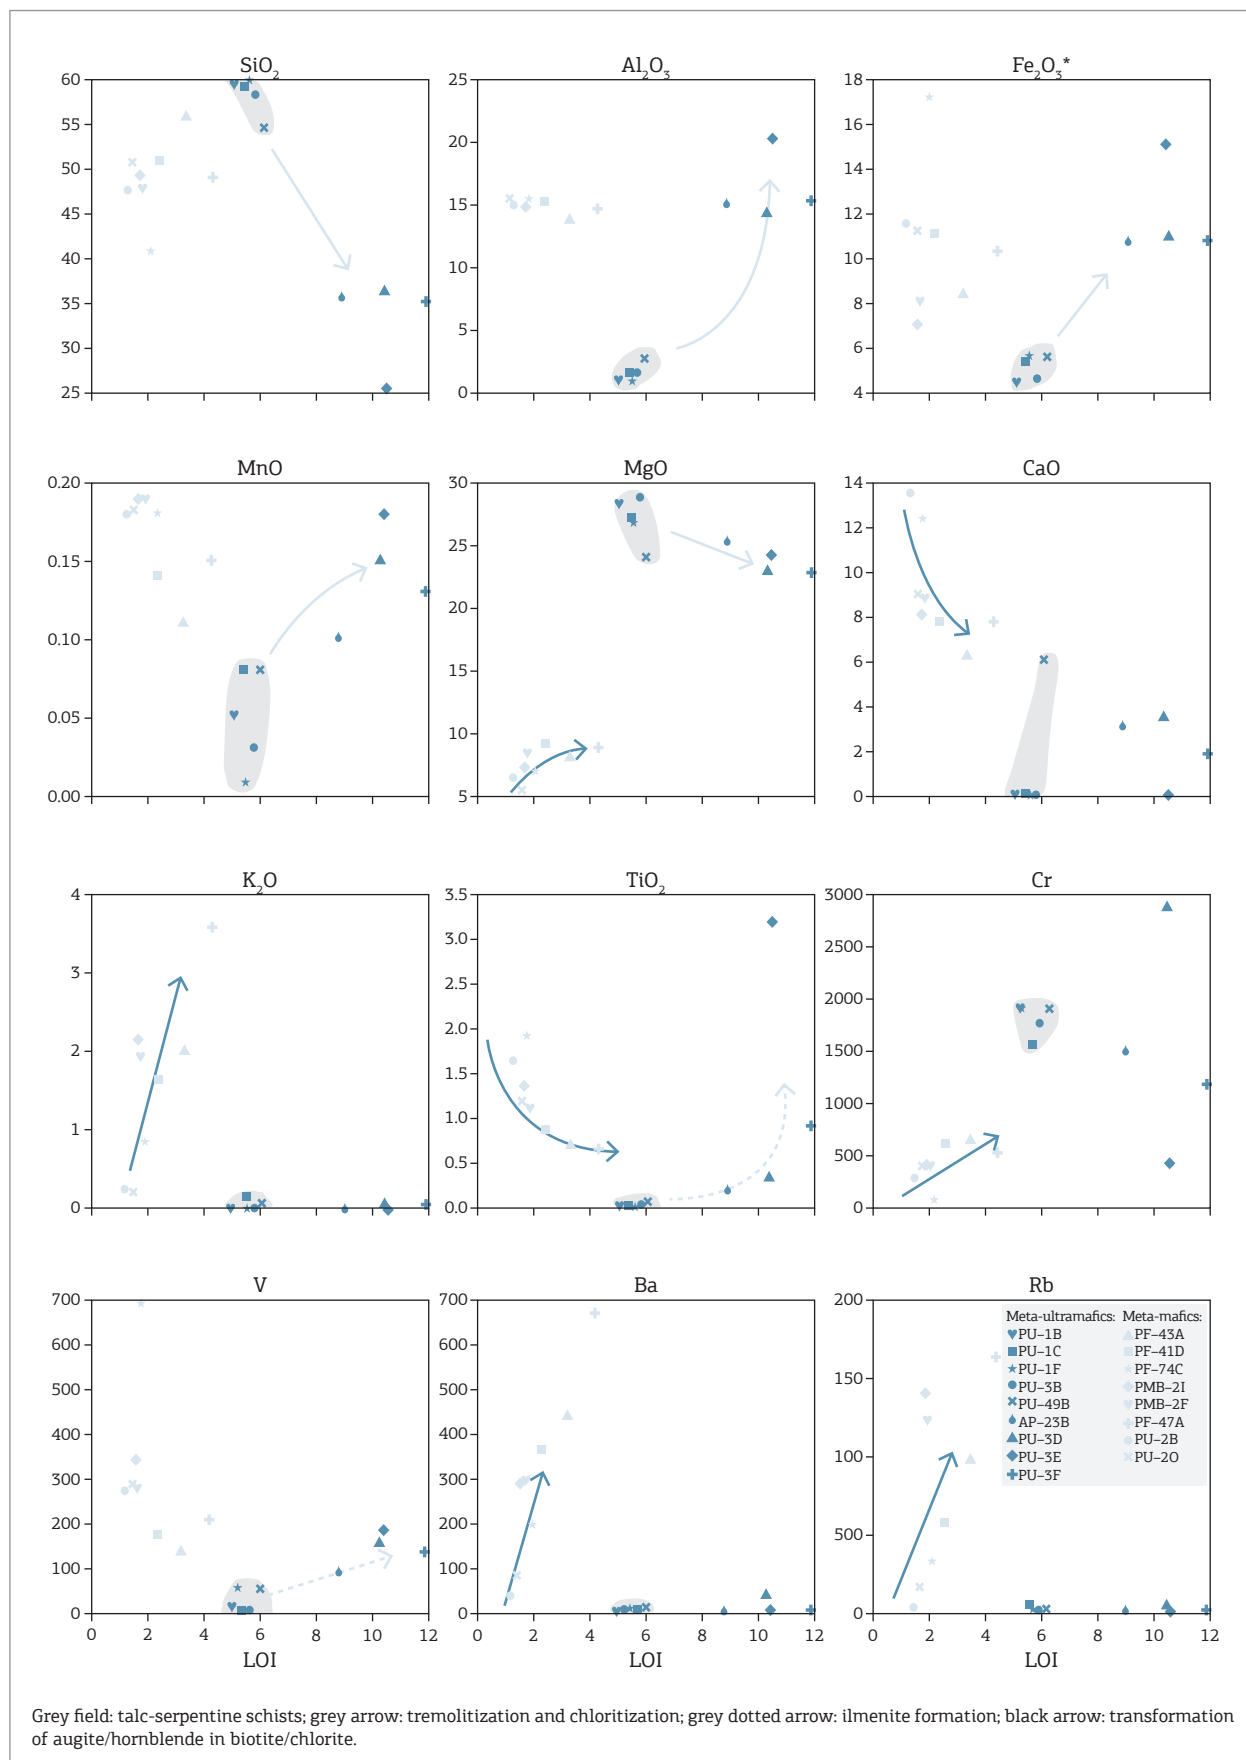 SiO2
Al2O3
Fe2O3*
60
55
50
45
40
35
30
25
25
20
15
10
5
0
18
16
14
12
10
8
6
4
MnO
MgO
CaO
0.20
0.15
0.10
0.05
0.00
30
25
20
15
10
5
14
12
10
8
6
4
2
0
K2O
TiO2
Cr
4
3
2
1
0
3.5
3.0
2.5
2.0
1.5
1.0
0.5
0.0
3000
2500
2000
1500
1000
500
0
V
Ba
Rb
700
600
500
400
300
200
100
0
700
600
500
400
300
200
100
0
200
150
100
500
0
Meta-ultramafics:
PU–1B
PU–1C
PU–1F
PU–3B
PU–49B
AP–23B
PU–3D
PU–3E
PU–3F
Meta-mafics:
PF–43A
PF–41D
PF–74C
PMB–2I
PMB–2F
PF–47A
PU–2B
PU–2O
0 2 4 6 8 10 12
0 2 4 6 8 10 12
0 2 4 6 8 10 12
LOI
LOI
LOI
Grey field: talc-serpentine schists; grey arrow: tremolitization and chloritization; grey dotted arrow: ilmenite formation; black arrow: transformation
of augite/hornblende in biotite/chlorite.